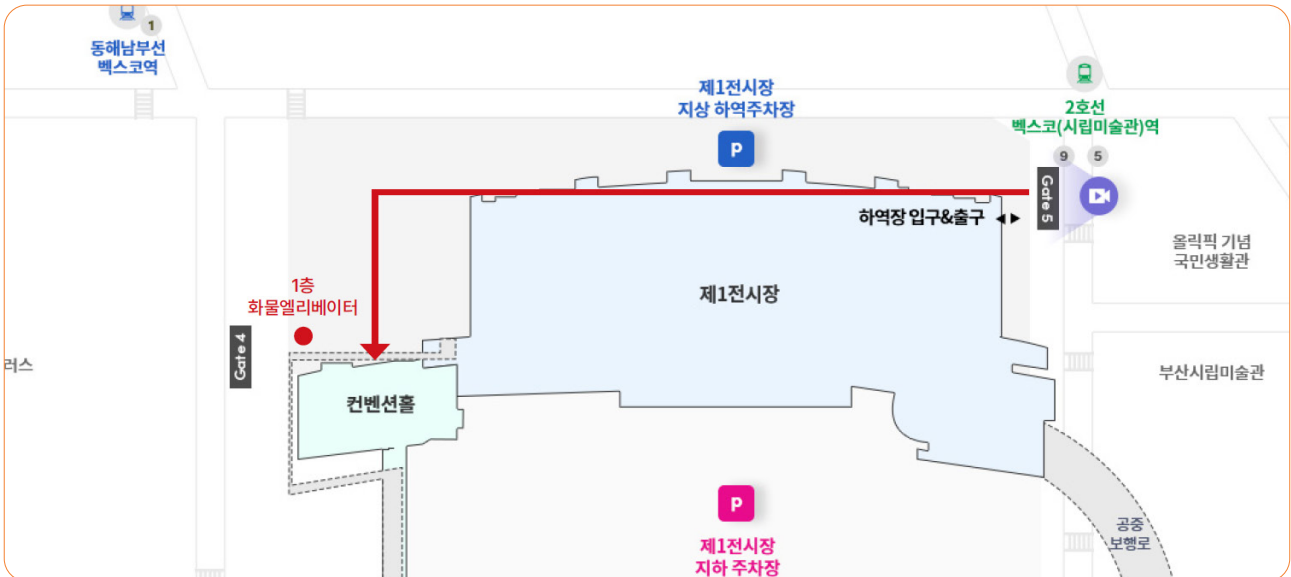 1
동해남부선
벡스코역
제1전시장
지상 하역주차장
P
2호선
벡스코(시립미술관)역
9
5
Gate 5
하역장 입구&출구
올림픽 기념
국민생활관
1층
화물엘리베이터
제1전시장
Gate 4
러스
컨벤션홀
부산시립미술관
P
제1전시장
지하 주차장
공중
보행로